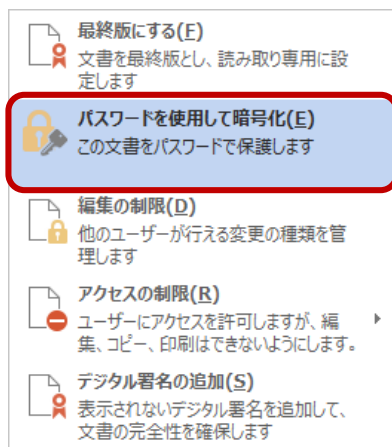 最終版にする(F)
文書を最終版とし、読み取り専用に設
定します
パスワードを使用して暗号化(E)
この文書をパスワードで保護します
編集の制限(D)
他のユーザーが行える変更の種類を管
理します
アクセスの制限(R)
ユーザーにアクセスを許可しますが、編
集、コピー、印刷はできないようにします。
デジタル署名の追加(S)
表示されないデジタル署名を追加して、
文書の完全性を確保します